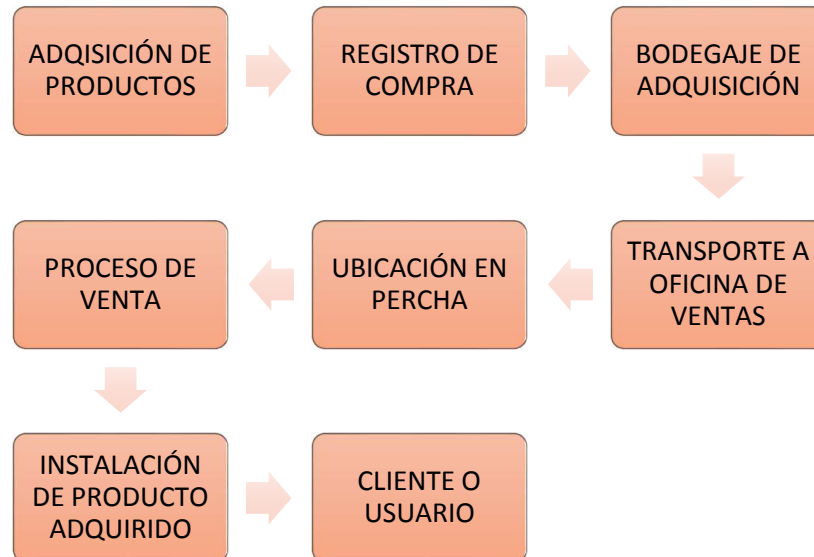 ADQISICIÓN DE
PRODUCTOS
REGISTRO DE
COMPRA
BODEGAJE DE
ADQUISICIÓN
TRANSPORTE A
OFICINA DE
VENTAS
UBICACIÓN EN
PERCHA
PROCESO DE
VENTA
INSTALACIÓN
DE PRODUCTO
ADQUIRIDO
CLIENTE O
USUARIO